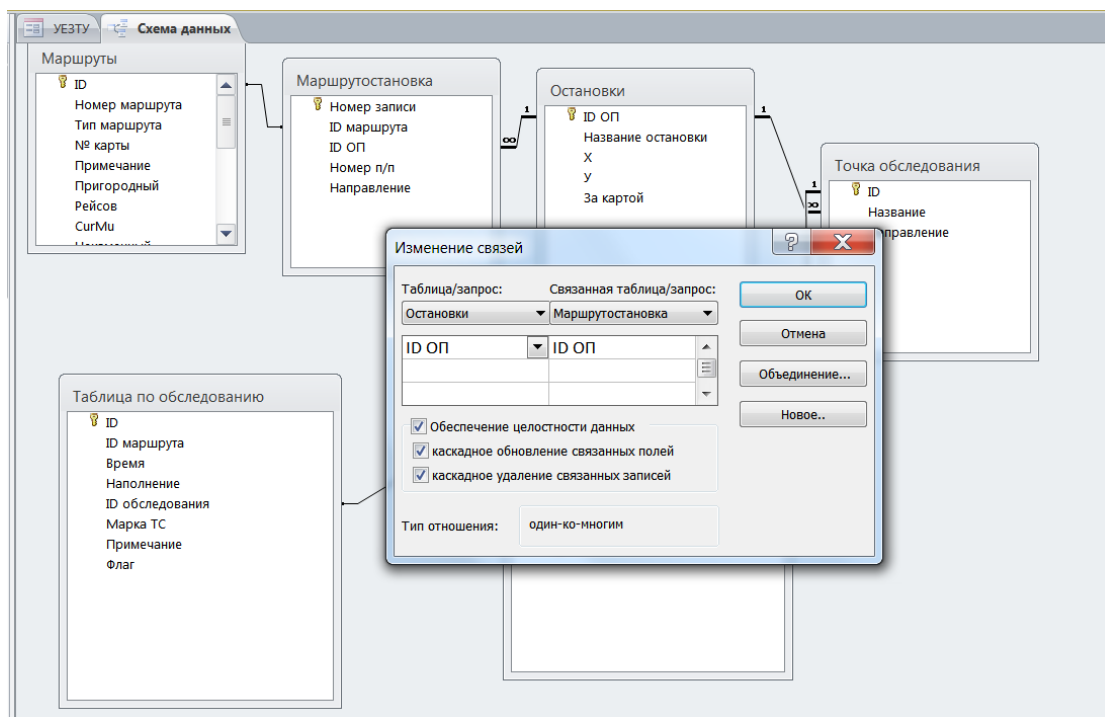 УЕЗТУ
Схема данных
Маршруты
ID
Номер маршрута
Тип маршрута
№ карты
Примечание
Пригородный
Рейсов
CurMu
Маршрутостановка
Номер записи
ID маршрута
ID ОП
Номер п/п
Направление
1
∞
Остановки
ID ОП
Название остановки
X
У
За картой
1
1
∞
Точка обследования
ID
Название
правление
Изменение связей
Таблица/запрос:
Связанная таблица/запрос:
Остановки
Маршрутостановка
ID ОП
ID ОП
Обеспечение целостности данных
каскадное обновление связанных полей
каскадное удаление связанных записей
Тип отношения:
один-ко-многим
ОК
Отмена
Объединение...
Новое..
Таблица по обследованию
ID
ID маршрута
Время
Наполнение
ID обследования
Марка ТС
Примечание
Флаг